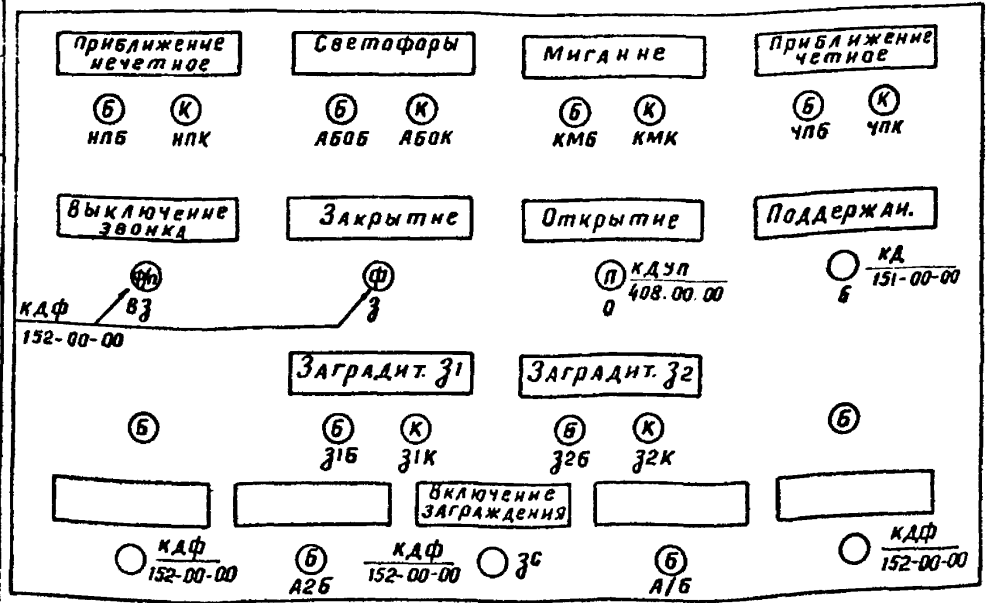 Приближение нечетное
Светофоры
Мигание
Приближение четное
Б К Б К Б К Б К
НПБ НПК АБОБ АБОК КМБ КМК ЧПБ ЧПК
Выключение звонка
Закрытие
Открытие
Поддержан.
Ф/п
ВЗ
Ф
З
П
О
КДУП
408.00.00
Б
КД
151-00-00
КДФ
152-00-00
Заградит. З1
Заградит. З2
Б Б К Б К Б
З1Б З1К З2Б З2К
Включение заграждения
КДФ
152-00-00
Б
А2Б
КДФ
152-00-00
ЗС
Б
А/Б
КДФ
152-00-00